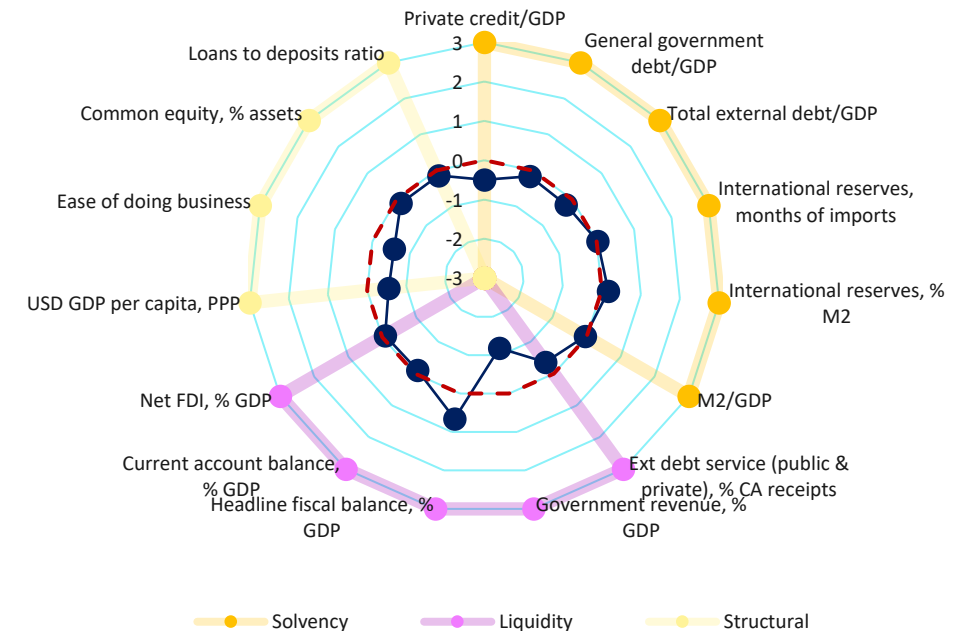 Private credit/GDP
General government
debt/GDP
Total external debt/GDP
International reserves,
months of imports
International reserves, %
M2
M2/GDP
Ext debt service (public &
private), % CA receipts
Government revenue, %
GDP
Headline fiscal balance, %
GDP
Current account balance,
% GDP
Net FDI, % GDP
USD GDP per capita, PPP
Ease of doing business
Common equity, % assets
Loans to deposits ratio
3
2
1
0
-1
-2
-3
Solvency
Liquidity
Structural